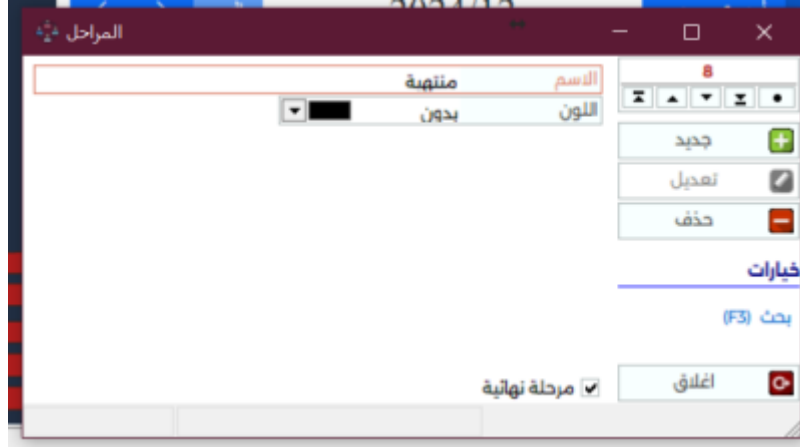 المراحل
الاسم منتهية
اللون بدون
8
جديد
تعديل
حذف
خيارات
بحث (F3)
اغلاق
مرحلة نهائية